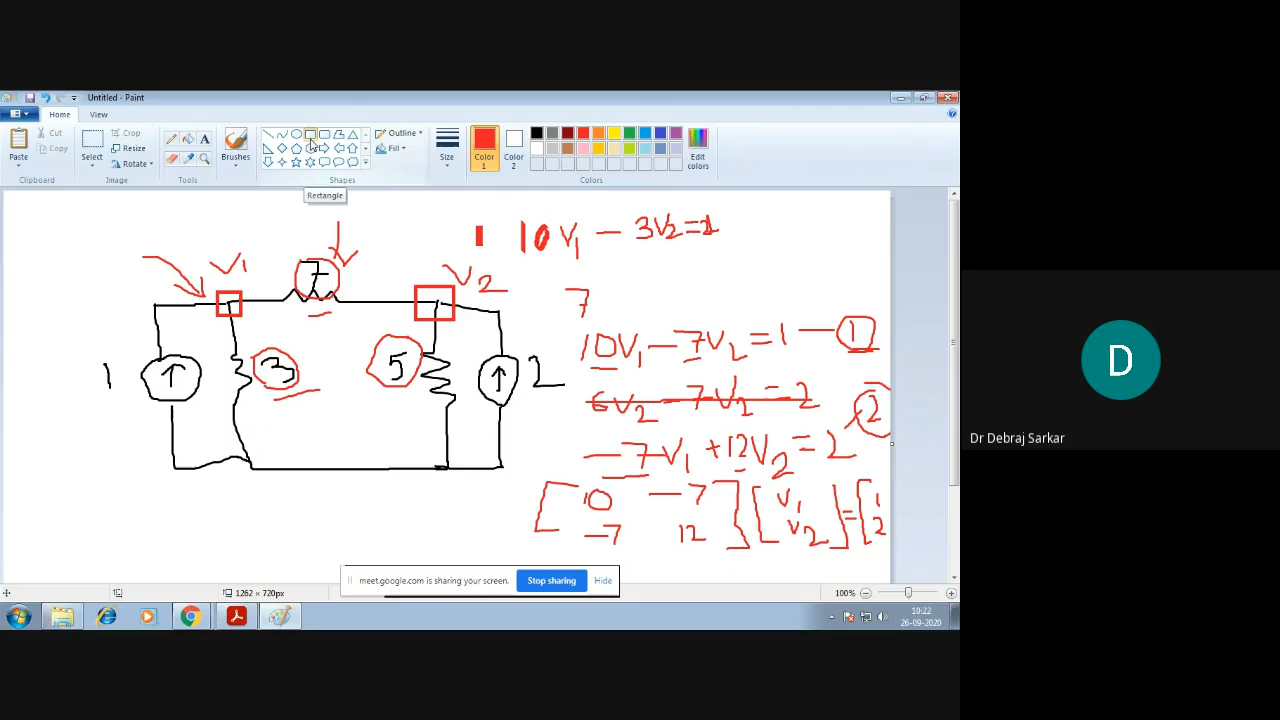 Untitled - Paint
Home
View
Paste
Cut
Copy
Clipboard
Select
Crop
Resize
Rotate
Image
A
Tools
Brushes
Outline
Fill
Shapes
Rectangle
Size
Color 1
Color 2
Edit colors
Colors
10V1 - 3V2 =
V1
7
V2
7
1
3
5
2
10V1 - 7V2 = 1 — 1
6V2 - 7V2 = 2
2
- 7V1 + 12V2 = 2
[ 10 -7 ] [ V1 ] = [ 1
-7 12 V2 2
Dr Debraj Sarkar
D
meet.google.com is sharing your screen.
Stop sharing
Hide
1262 × 720px
100%
10:22
26-09-2020